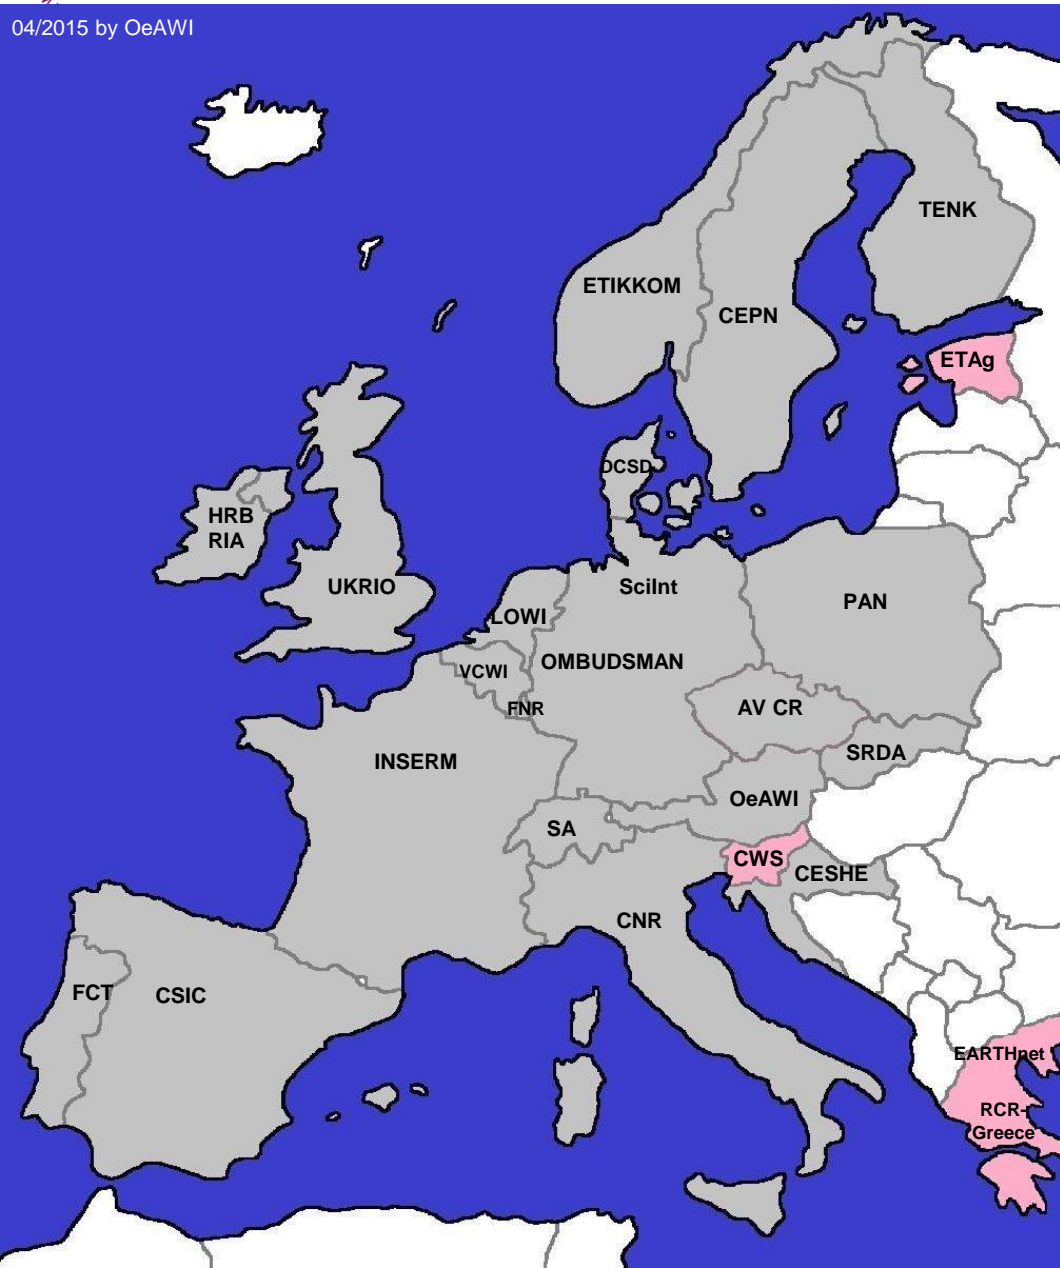 04/2015 by OeAWI
TENK
ETIKKOM
CEPN
ETAg
DCSD
HRB
RIA
UKRIO
SciInt
PAN
LOWI
OMBUDSMAN
VCWI
FNR
AV CR
INSERM
SRDA
OeAWI
SA
CWS
CESHE
CNR
FCT
CSIC
EARTHnet
RCR-
Greece